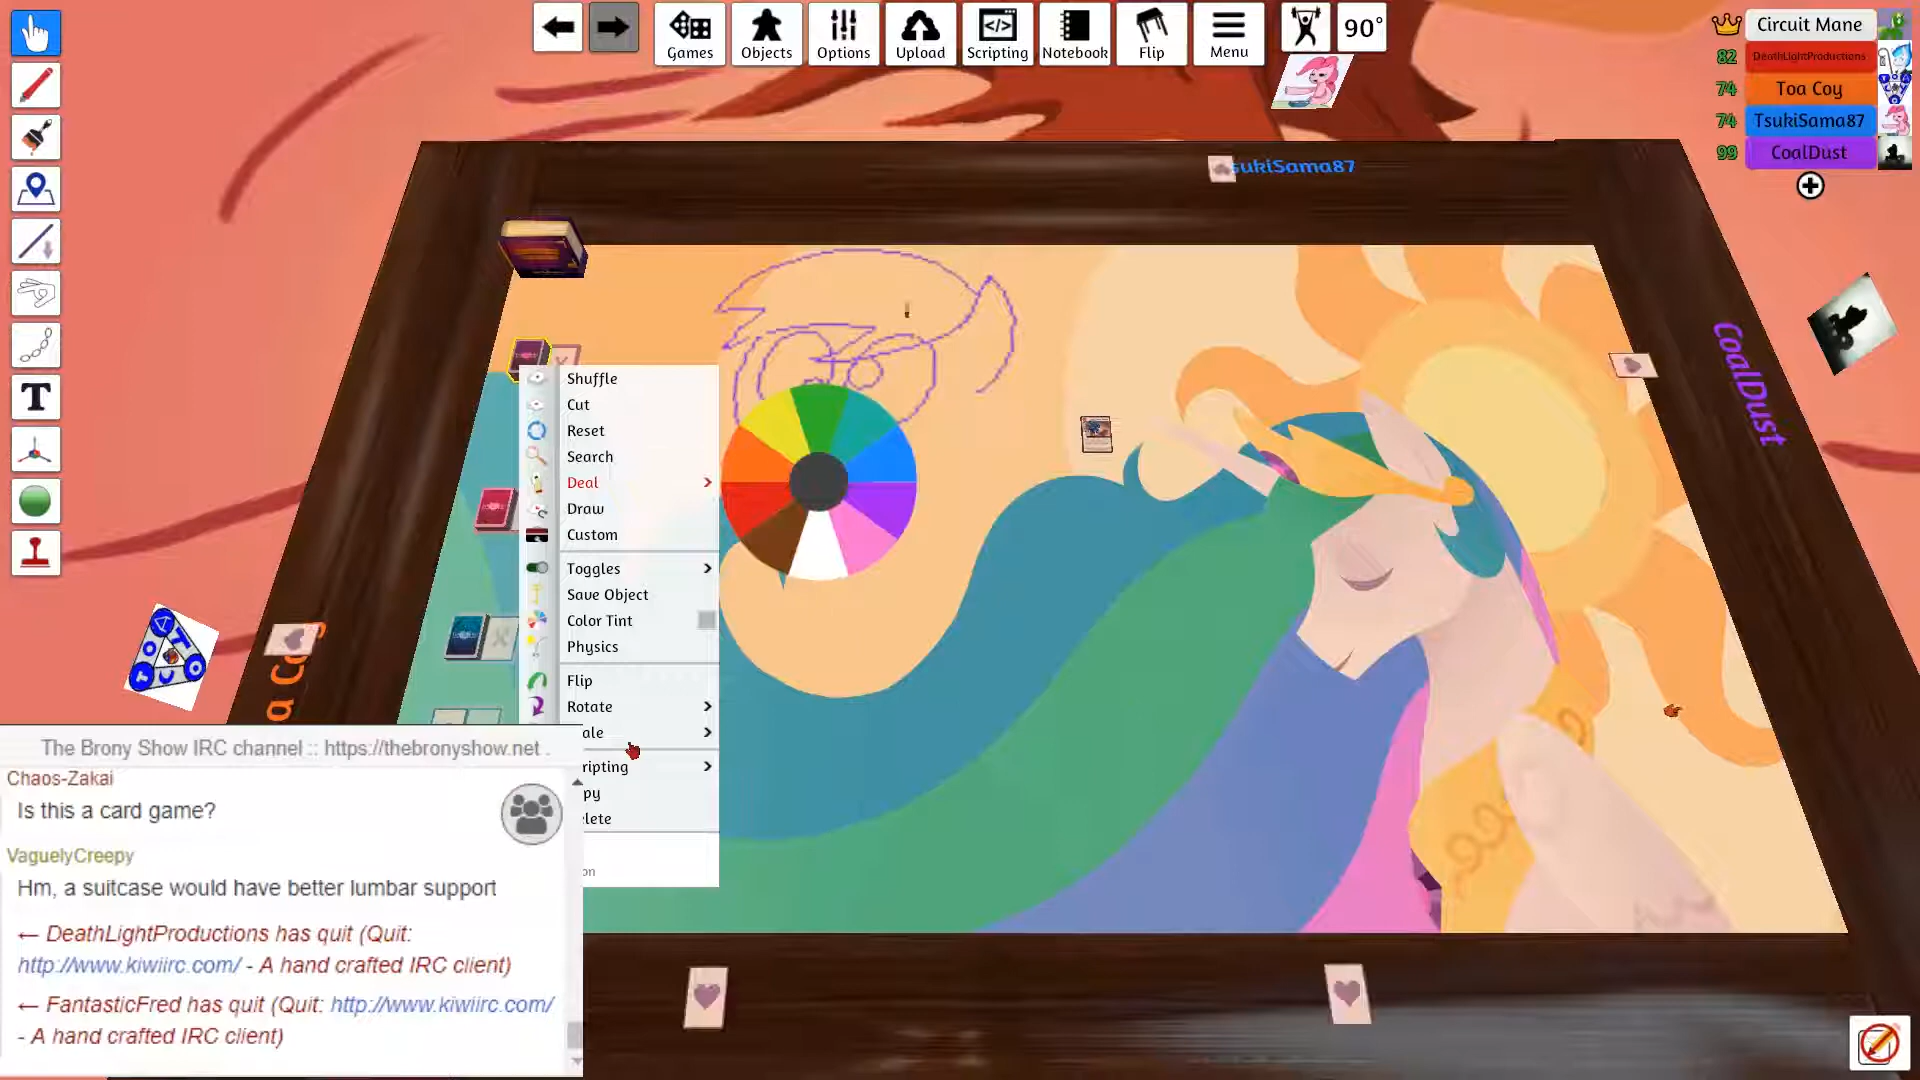 Games
Objects
Options
Upload
Scripting
Notebook
Flip
Menu
90°
Circuit Mane
82 DeathLightProductions
74 Toa Coy
74 TsukiSama87
99 CoalDust
sukiSama87
CoalDust
Shuffle
Cut
Reset
Search
Deal
Draw
Custom
Toggles
Save Object
Color Tint
Physics
Flip
Rotate
ale
ripting
py
lete
on
The Brony Show IRC channel :: https://thebronyshow.net .
Chaos-Zakai
Is this a card game?
VaguelyCreepy
Hm, a suitcase would have better lumbar support
← DeathLightProductions has quit (Quit:
http://www.kiwiirc.com/ - A hand crafted IRC client)
← FantasticFred has quit (Quit: http://www.kiwiirc.com/
- A hand crafted IRC client)